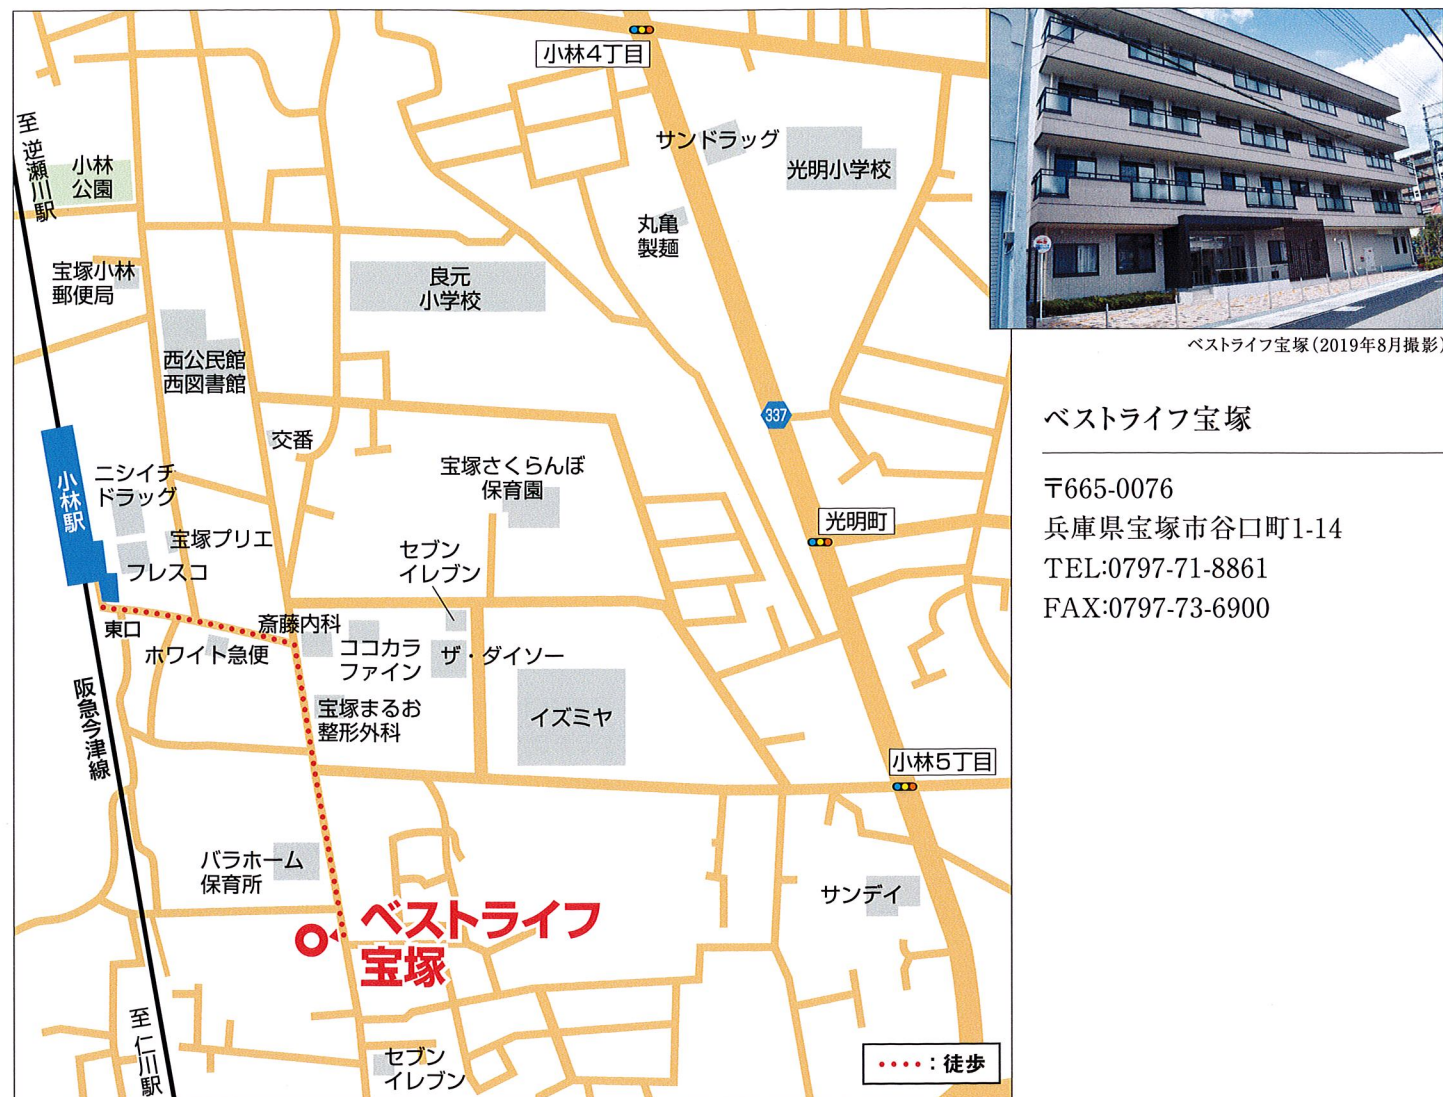 小林4丁目
サンドラッグ
光明小学校
至 逆瀬川駅
小林
公園
丸亀
製麺
宝塚小林
郵便局
良元
小学校
西公民館
西図書館
337
交番
ニシイチ
ドラッグ
宝塚さくらんぼ
保育園
小林駅
光明町
宝塚プリエ
セブン
イレブン
フレスコ
東口
斎藤内科
ホワイト急便
ココカラ
ファイン
ザ・ダイソー
阪急今津線
宝塚まるお
整形外科
イズミヤ
小林5丁目
バラホーム
保育所
サンデイ
ベストライフ
宝塚
至 仁川駅
セブン
イレブン
••••：徒歩
ベストライフ宝塚（2019年8月撮影）
ベストライフ宝塚
〒665-0076
兵庫県宝塚市谷口町1-14
TEL:0797-71-8861
FAX:0797-73-6900